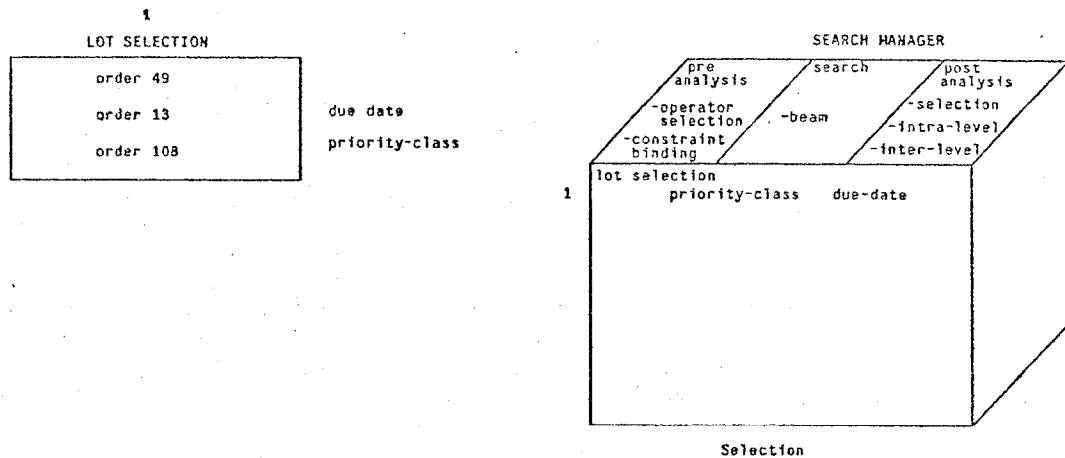 1
LOT SELECTION
order 49
order 13
order 108
due date
priority-class
SEARCH MANAGER
pre
analysis
-operator
selection
-constraint
binding
search
-beam
post
analysis
-selection
-intra-level
-inter-level
1
lot selection
priority-class due-date
Selection